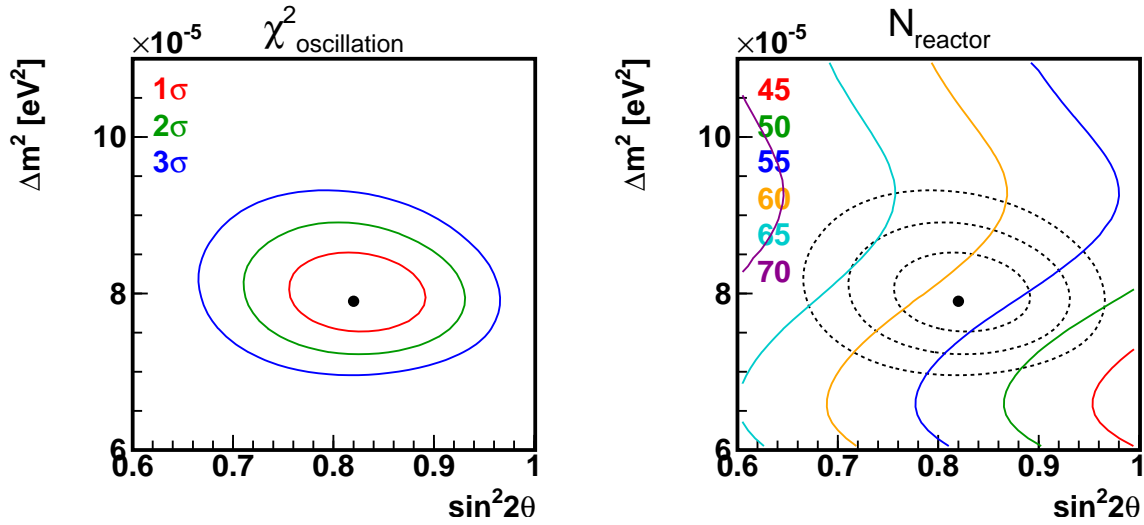 χ²oscillation
×10⁻⁵
Δm² [eV²]
1σ
2σ
3σ
10
8
6
0.6 0.7 0.8 0.9 1
sin²2θ
Nreactor
×10⁻⁵
Δm² [eV²]
45
50
55
60
65
70
10
8
6
0.6 0.7 0.8 0.9 1
sin²2θ